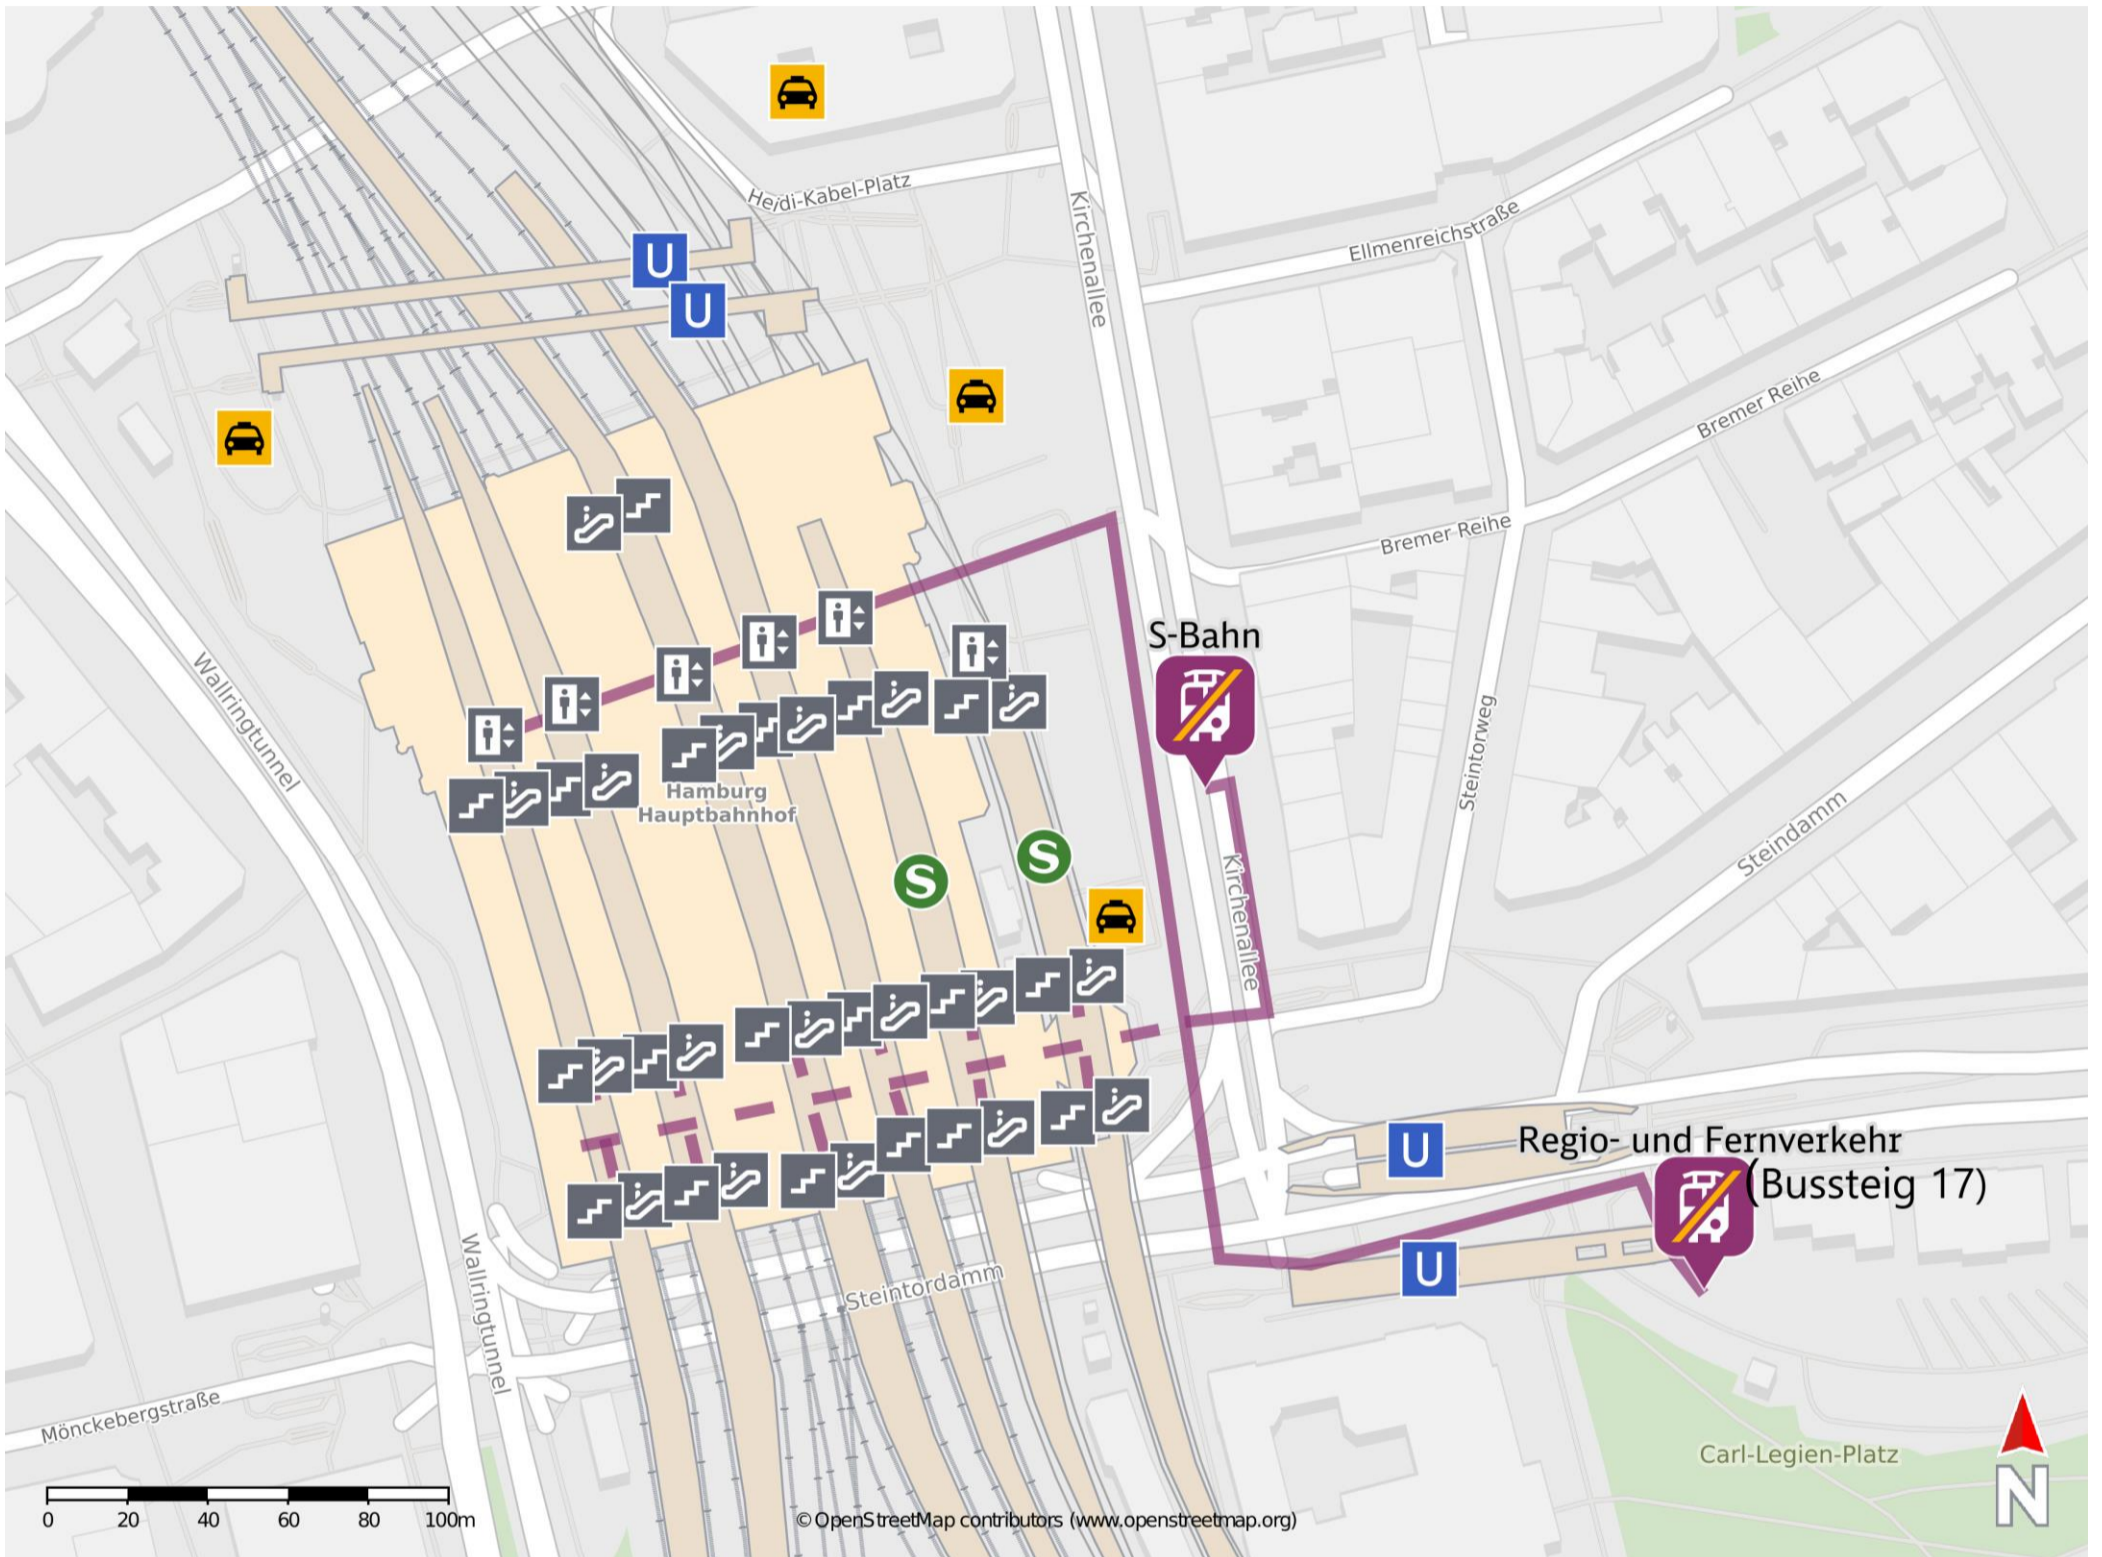 Heidi-Kabel-Platz
Kirchenallee
Ellmenreichstraße
U
U
Bremer Reihe
Bremer Reihe
S-Bahn
Wallringtunnel
Steintorweg
Hamburg
Hauptbahnhof
Steindamm
S
S
Kirchenallee
U
Regio- und Fernverkehr
(Bussteig 17)
U
Wallringtunnel
Steintordamm
Mönckebergstraße
Carl-Legien-Platz
N
0 20 40 60 80 100m
© OpenStreetMap contributors (www.openstreetmap.org)